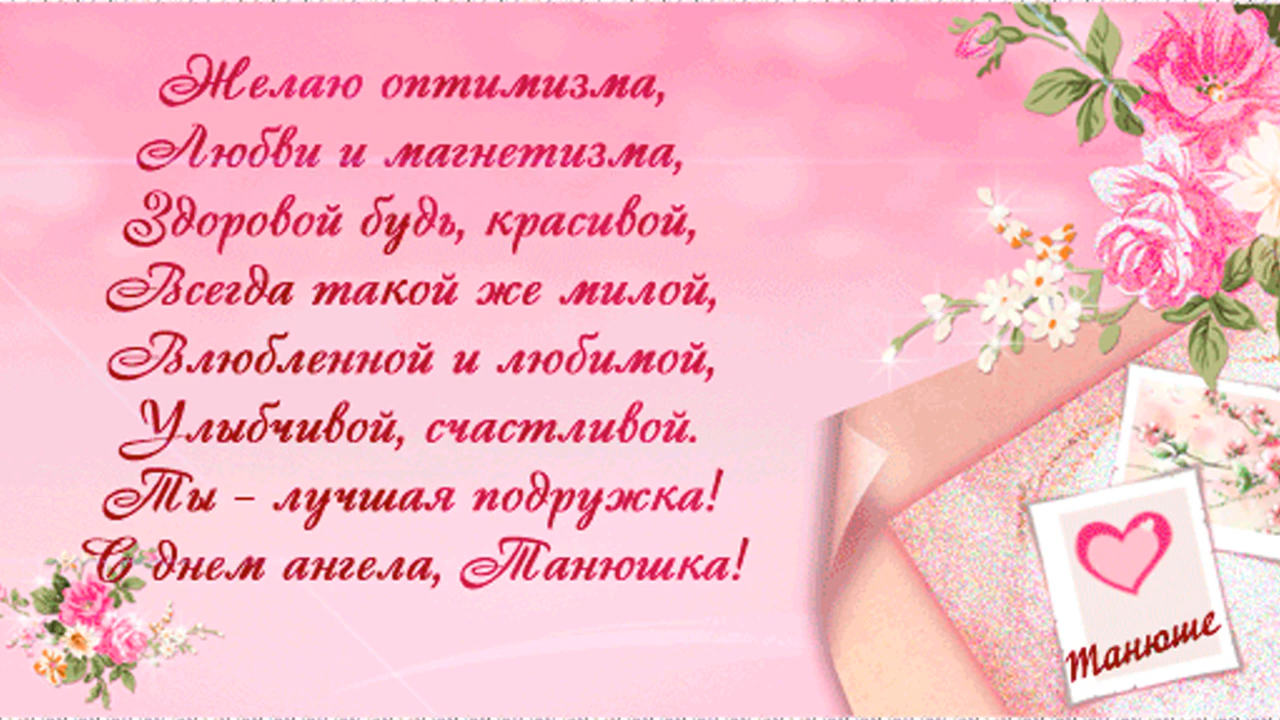 Желаю оптимизма,
Любви и магнетизма,
Здоровой будь, красивой,
Всегда такой же милой,
Влюбленной и любимой,
Улыбчивой, счастливой.
Ты – лучшая подружка!
С днем ангела, Танюшка!
Танюше